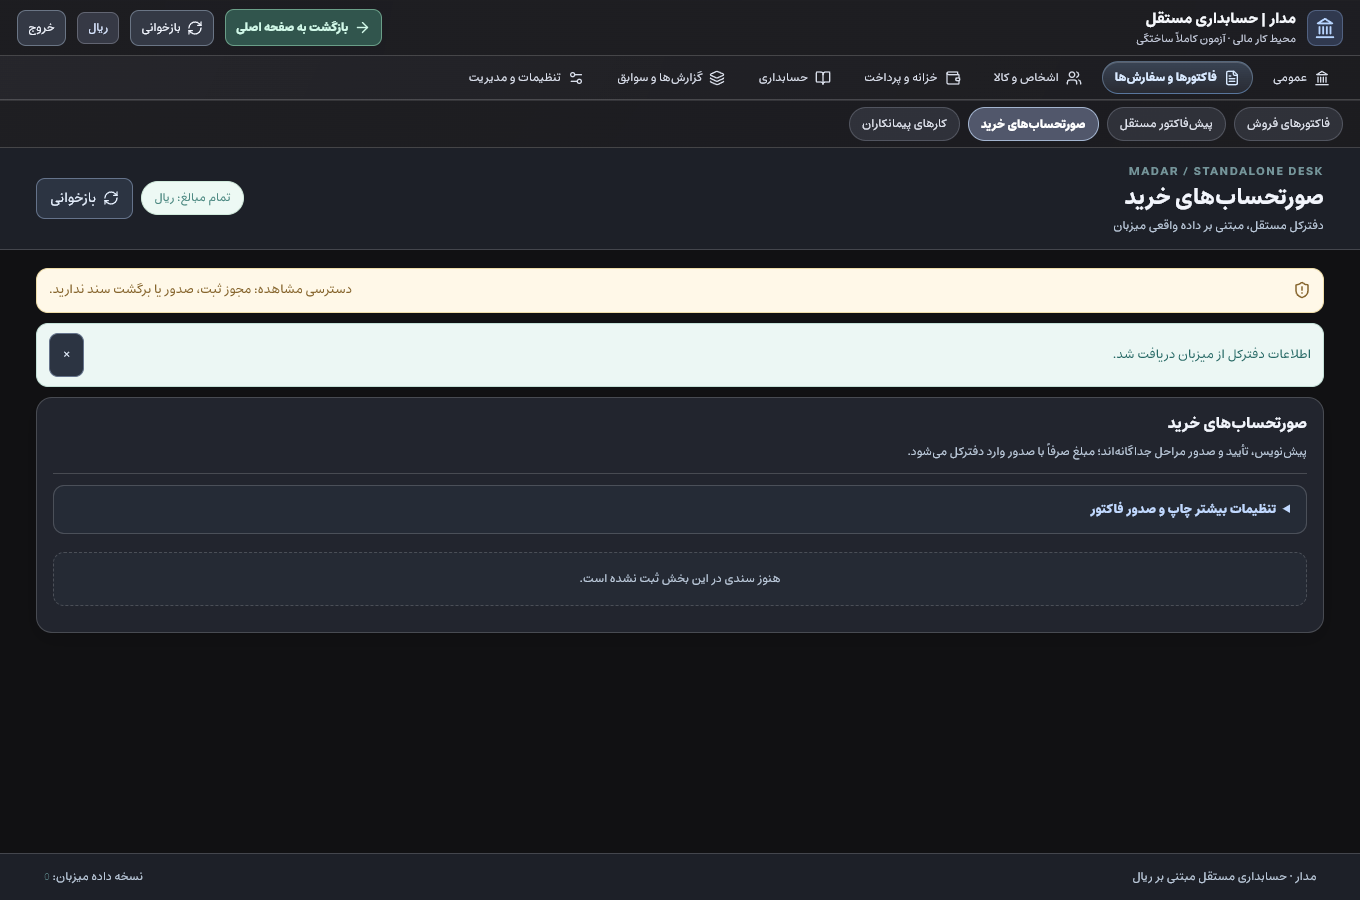 مدار | حسابداری مستقل
محیط کار مالی · آزمون کاملاً ساختگی
بازگشت به صفحه اصلی
بازخوانی
ریال
خروج
عمومی
فاکتورها و سفارش‌ها
اشخاص و کالا
خزانه و پرداخت
حسابداری
گزارش‌ها و سوابق
تنظیمات و مدیریت
فاکتورهای فروش
پیش‌فاکتور مستقل
صورتحساب‌های خرید
کارهای پیمانکاران
MADAR / STANDALONE DESK
صورتحساب‌های خرید
دفترکل مستقل، مبتنی بر داده واقعی میزبان
تمام مبالغ: ریال
بازخوانی
دسترسی مشاهده: مجوز ثبت، صدور یا برگشت سند ندارید.
اطلاعات دفترکل از میزبان دریافت شد.
×
صورتحساب‌های خرید
پیش‌نویس، تأیید و صدور مراحل جداگانه‌اند؛ مبلغ صرفاً با صدور وارد دفترکل می‌شود.
تنظیمات بیشتر چاپ و صدور فاکتور
هنوز سندی در این بخش ثبت نشده است.
مدار · حسابداری مستقل مبتنی بر ریال
نسخه داده میزبان: